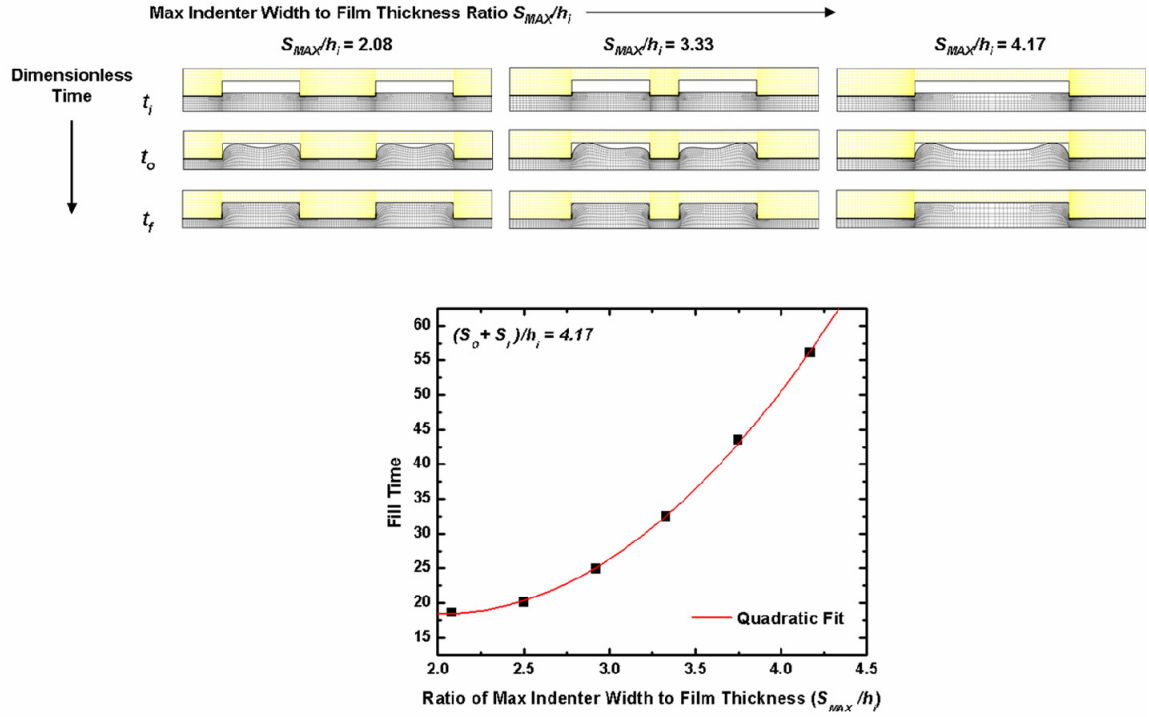 Max Indenter Width to Film Thickness Ratio S_MAX/h_i
S_MAX/h_i = 2.08
S_MAX/h_i = 3.33
S_MAX/h_i = 4.17
Dimensionless
Time
t_i
t_o
t_f
(S_o + S_I)/h_i = 4.17
60
55
50
45
40
35
30
25
20
15
Fill Time
Quadratic Fit
2.0 2.5 3.0 3.5 4.0 4.5
Ratio of Max Indenter Width to Film Thickness (S_MAX/h_i)